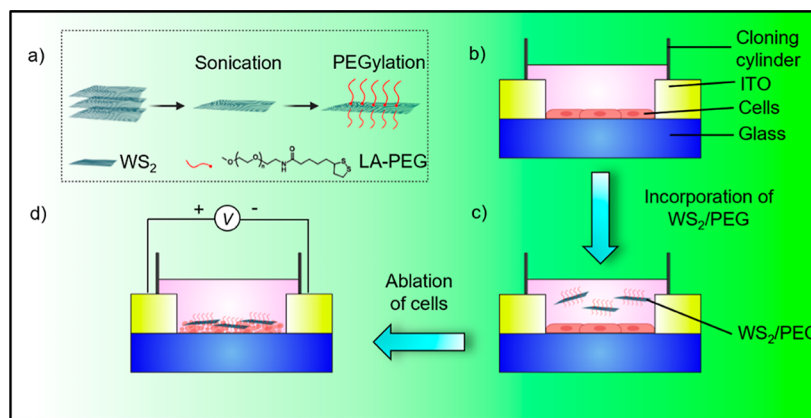 a)
Sonication
PEGylation
WS2
LA-PEG
O
O
n
N
H
O
S
S
b)
Cloning
cylinder
ITO
Cells
Glass
Incorporation of
WS2/PEG
c)
WS2/PEG
Ablation
of cells
d)
+
V
-